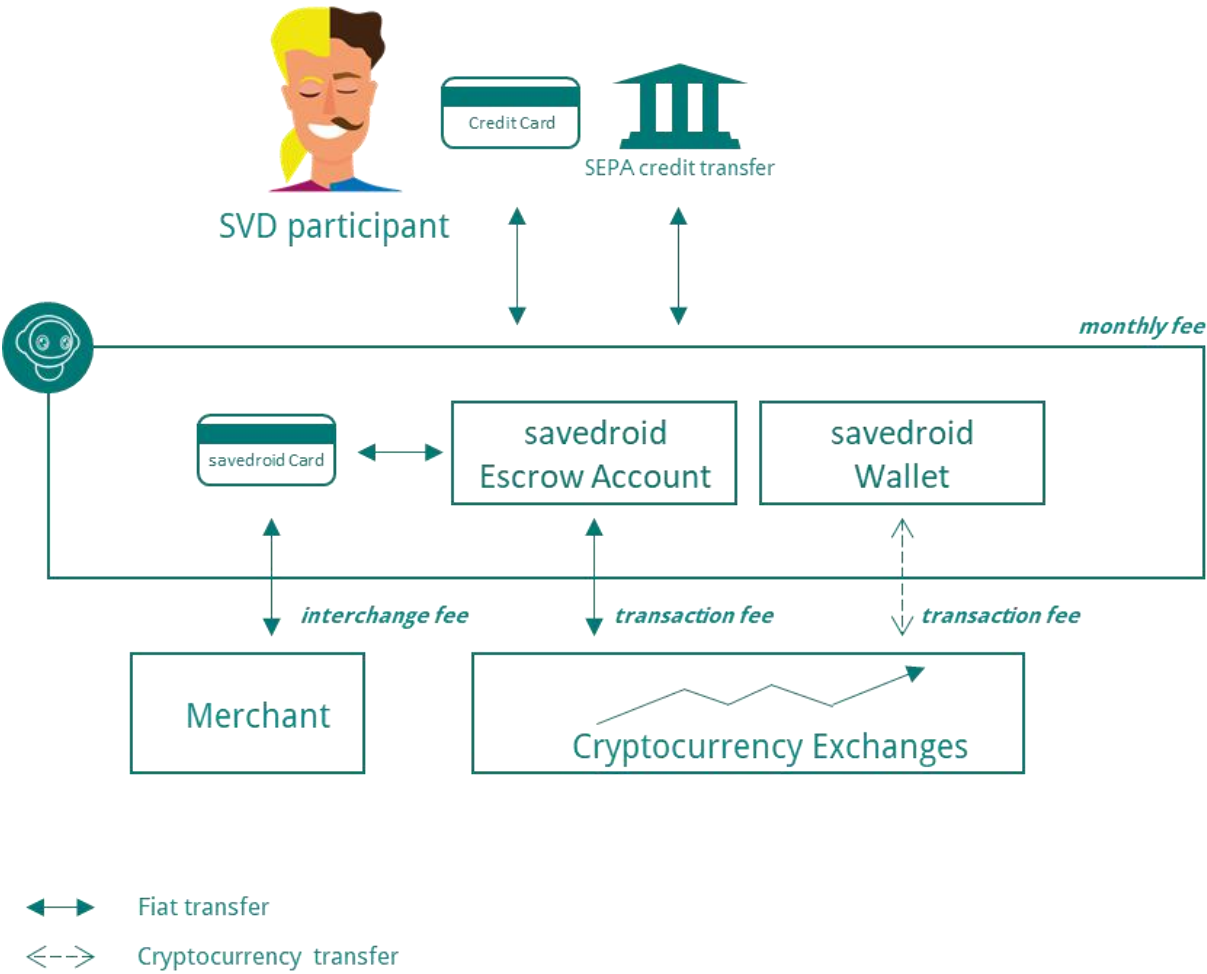 Credit Card
SEPA credit transfer
SVD participant
monthly fee
savedroid Card
savedroid
Escrow Account
savedroid
Wallet
interchange fee
transaction fee
transaction fee
Merchant
Cryptocurrency Exchanges
Fiat transfer
Cryptocurrency transfer